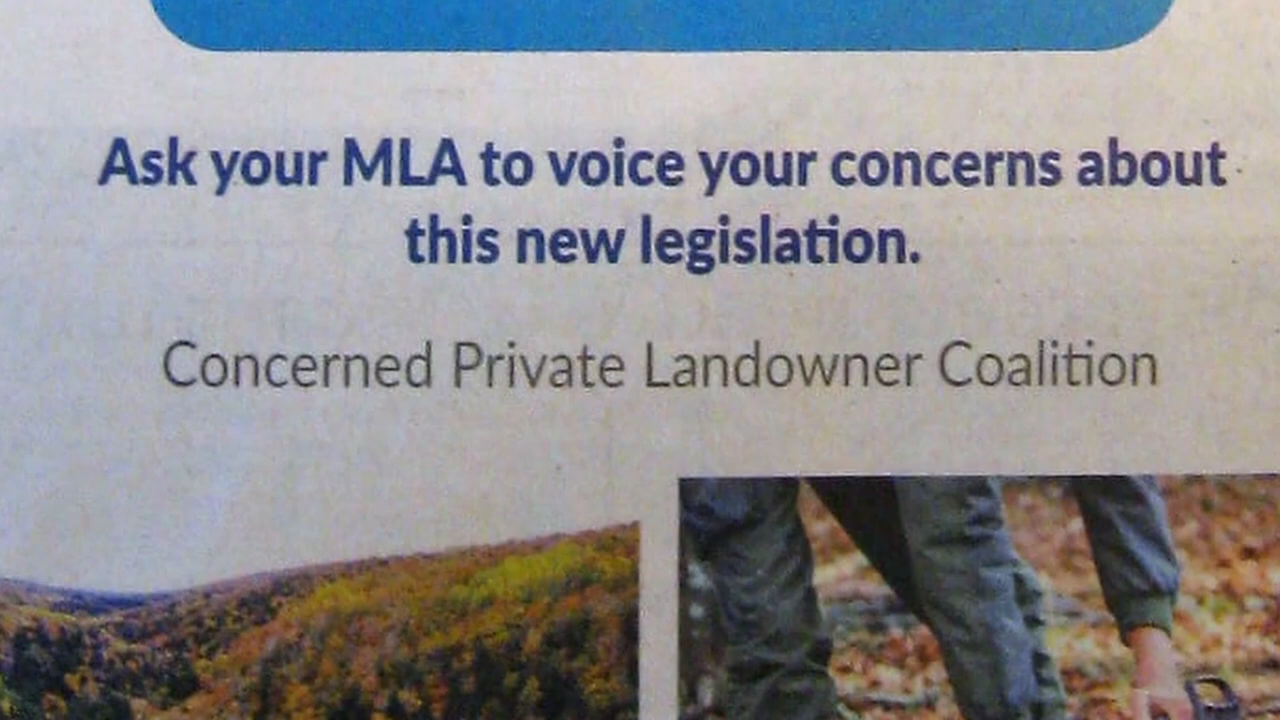 Ask your MLA to voice your concerns about
this new legislation.
Concerned Private Landowner Coalition